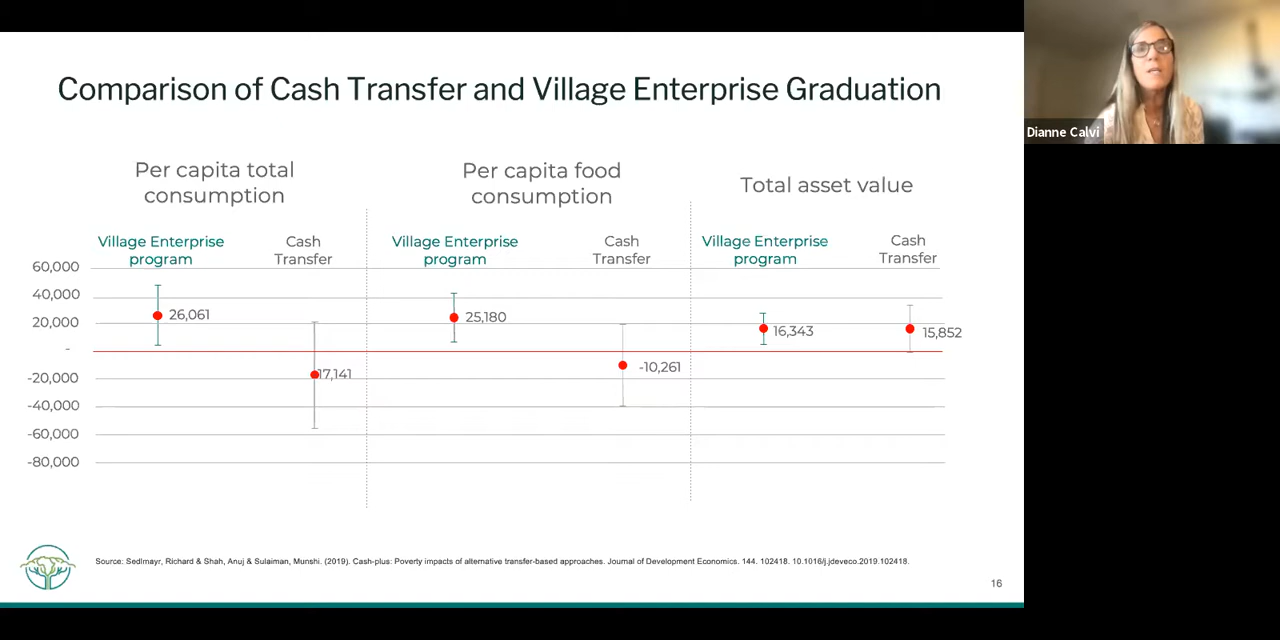 Comparison of Cash Transfer and Village Enterprise Graduation
Dianne Calvi
Per capita total
consumption
Per capita food
consumption
Total asset value
Village Enterprise
program
Cash
Transfer
Village Enterprise
program
Cash
Transfer
Village Enterprise
program
Cash
Transfer
60,000
40,000
20,000
-
-20,000
-40,000
-60,000
-80,000
26,061
17,141
25,180
-10,261
16,343
15,852
Source: Sedlmayr, Richard & Shah, Anuj & Sulaiman, Munshi. (2019). Cash-plus: Poverty impacts of alternative transfer-based approaches. Journal of Development Economics. 144. 102418. 10.1016/j.jdeveco.2019.102418.
16